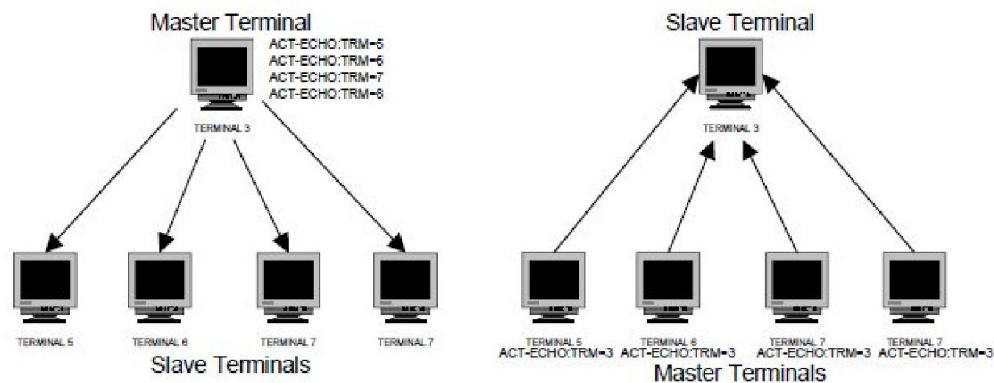 Master Terminal
ACT-ECHO:TRM=5
ACT-ECHO:TRM=6
ACT-ECHO:TRM=7
ACT-ECHO:TRM=8
TERMINAL 3
TERMINAL 5
TERMINAL 6
TERMINAL 7
TERMINAL 7
Slave Terminals
Slave Terminal
TERMINAL 3
TERMINAL 5
TERMINAL 6
TERMINAL 7
TERMINAL 7
ACT-ECHO:TRM=3
ACT-ECHO:TRM=3
ACT-ECHO:TRM=3
ACT-ECHO:TRM=3
Master Terminals